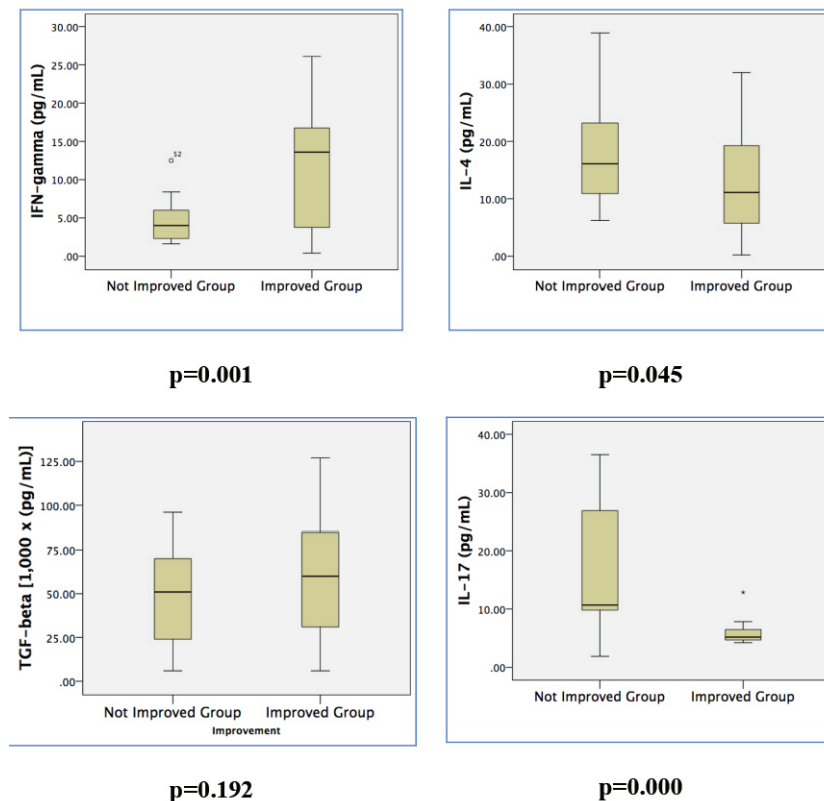 IFN-gamma (pg/mL)
30.00
25.00
20.00
15.00
10.00
5.00
.00
52
Not Improved Group
Improved Group
p=0.001
IL-4 (pg/mL)
40.00
30.00
20.00
10.00
.00
Not Improved Group
Improved Group
p=0.045
TGF-beta [1,000 x (pg/mL)]
125.00
100.00
75.00
50.00
25.00
.00
Not Improved Group
Improved Group
Improvement
p=0.192
IL-17 (pg/mL)
40.00
30.00
20.00
10.00
.00
*
Not Improved Group
Improved Group
p=0.000